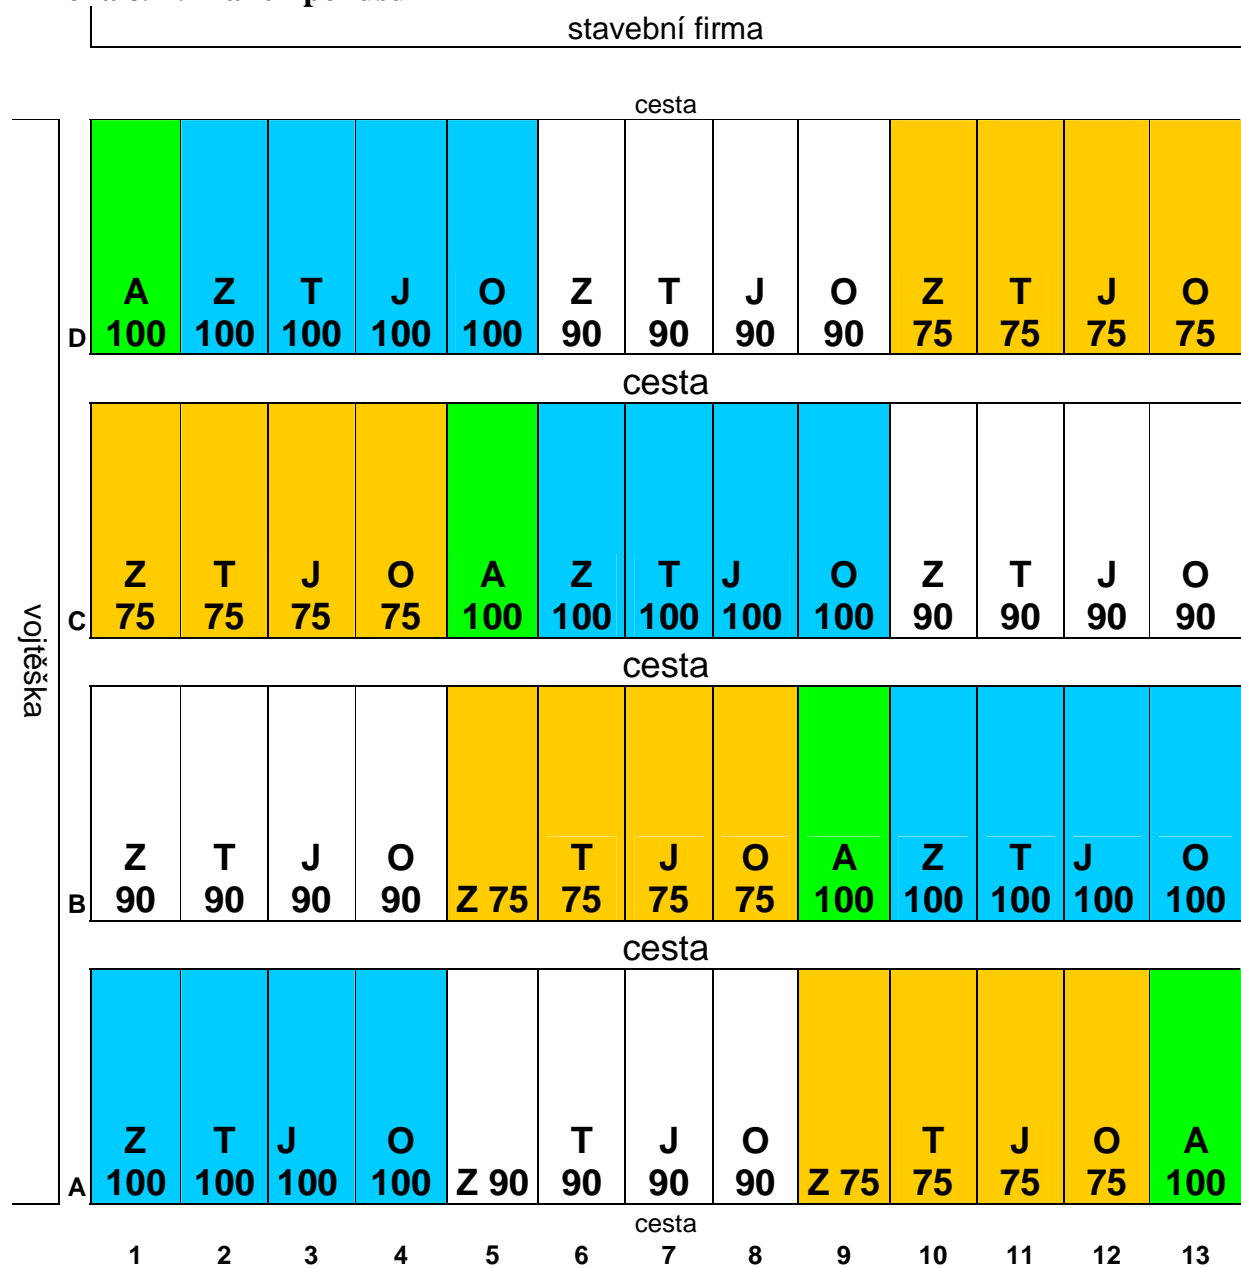 stavební firma
cesta
A Z T J O Z T J O Z T J O
D 100 100 100 100 100 90 90 90 90 75 75 75 75
cesta
Z T J O A Z T J O Z T J O
C 75 75 75 75 100 100 100 100 100 90 90 90 90
cesta
vojtěška
Z T J O T J O A Z T J O
B 90 90 90 90 Z 75 75 75 75 100 100 100 100 100
cesta
Z T J O T J O T J O A
A 100 100 100 100 Z 90 90 90 90 Z 75 75 75 75 100
cesta
1 2 3 4 5 6 7 8 9 10 11 12 13